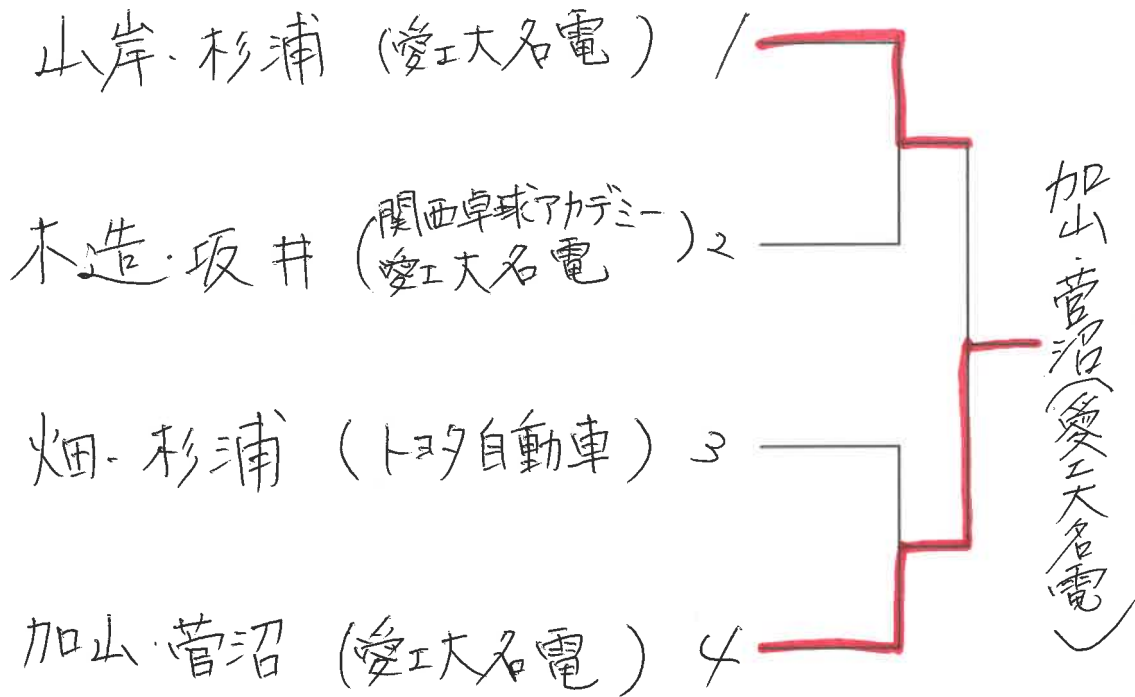 山岸・杉浦 (愛工大名電) 1
木造・坂井 (関西卓球アカデミー
愛工大名電) 2
畑・杉浦 (トヨタ自動車) 3
加山・菅沼 (愛工大名電) 4
加山・菅沼(愛工大名電)